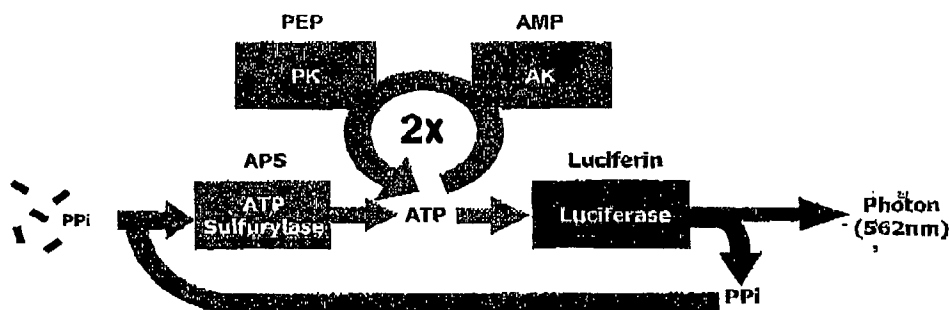 PEP AMP
PK AK
2x
APS Luciferin
ATP
Sulfurylase
PPi ATP Luciferase Photon
(562nm)
PPi